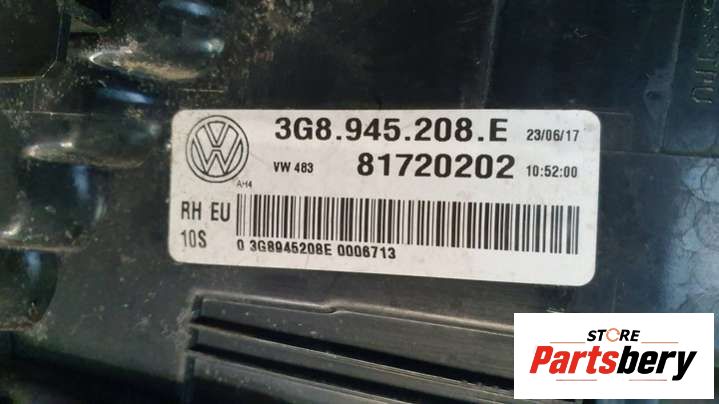 3G8.945.208.E 23/06/17
VW 483 81720202 10:52:00
AH4
RH EU
10S 0 3G8945208E 0006713
STORE
Partsbery